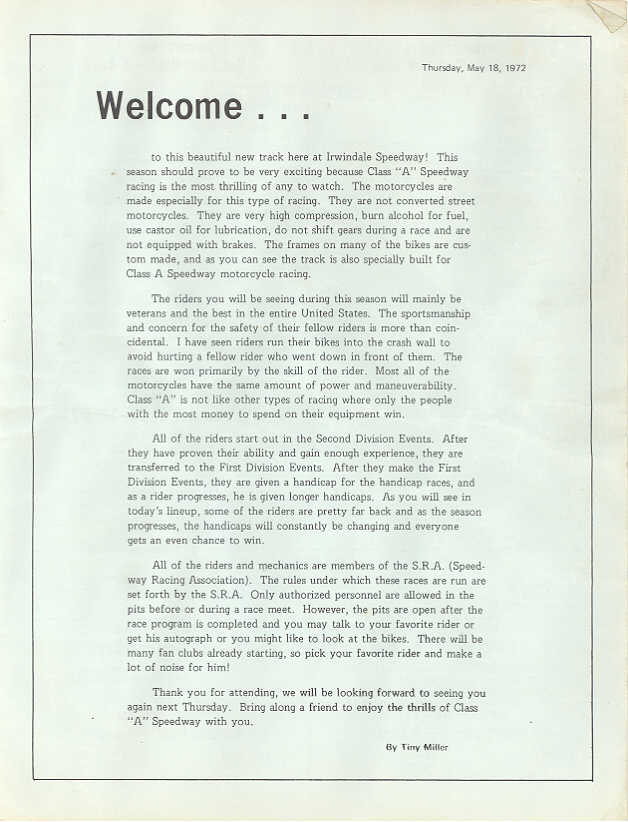 Thursday, May 18, 1972
Welcome . . .
to this beautiful new track here at Irwindale Speedway! This
season should prove to be very exciting because Class "A" Speedway
racing is the most thrilling of any to watch. The motorcycles are
made especially for this type of racing. They are not converted street
motorcycles. They are very high compression, burn alcohol for fuel,
use castor oil for lubrication, do not shift gears during a race and are
not equipped with brakes. The frames on many of the bikes are cus-
tom made, and as you can see the track is also specially built for
Class A Speedway motorcycle racing.
The riders you will be seeing during this season will mainly be
veterans and the best in the entire United States. The sportsmanship
and concern for the safety of their fellow riders is more than coin-
cidental. I have seen riders run their bikes into the crash wall to
avoid hurting a fellow rider who went down in front of them. The
races are won primarily by the skill of the rider. Most all of the
motorcycles have the same amount of power and maneuverability.
Class "A" is not like other types of racing where only the people
with the most money to spend on their equipment win.
All of the riders start out in the Second Division Events. After
they have proven their ability and gain enough experience, they are
transferred to the First Division Events. After they make the First
Division Events, they are given a handicap for the handicap races, and
as a rider progresses, he is given longer handicaps. As you will see in
today's lineup, some of the riders are pretty far back and as the season
progresses, the handicaps will constantly be changing and everyone
gets an even chance to win.
All of the riders and mechanics are members of the S.R.A. (Speed-
way Racing Association). The rules under which these races are run are
set forth by the S.R.A. Only authorized personnel are allowed in the
pits before or during a race meet. However, the pits are open after the
race program is completed and you may talk to your favorite rider or
get his autograph or you might like to look at the bikes. There will be
many fan clubs already starting, so pick your favorite rider and make a
lot of noise for him!
Thank you for attending, we will be looking forward to seeing you
again next Thursday. Bring along a friend to enjoy the thrills of Class
"A" Speedway with you.
By Tiny Miller